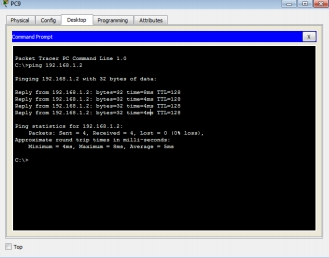 PC9
Physical Config Desktop Programming Attributes
Command Prompt
X
Packet Tracer PC Command Line 1.0
C:\>ping 192.168.1.2
Pinging 192.168.1.2 with 32 bytes of data:
Reply from 192.168.1.2: bytes=32 time=8ms TTL=128
Reply from 192.168.1.2: bytes=32 time=4ms TTL=128
Reply from 192.168.1.2: bytes=32 time=4ms TTL=128
Reply from 192.168.1.2: bytes=32 time=4ms TTL=128
Ping statistics for 192.168.1.2:
Packets: Sent = 4, Received = 4, Lost = 0 (0% loss),
Approximate round trip times in milli-seconds:
Minimum = 4ms, Maximum = 8ms, Average = 5ms
C:\>
Top